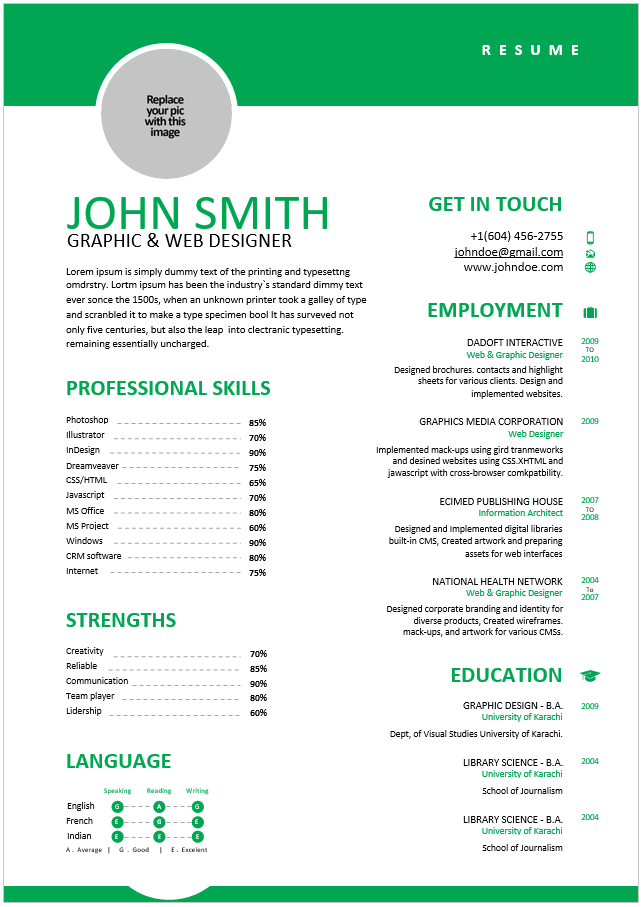 RESUME
Replace
your pic
with this
image
JOHN SMITH
GRAPHIC & WEB DESIGNER
Lorem ipsum is simply dummy text of the printing and typesettng
omdrstry. Lortm ipsum has been the industry`s standard dimmy text
ever sonce the 1500s, when an unknown printer took a galley of type
and scranbled it to make a type specimen bool It has surveved not
only five centuries, but also the leap into clectranic typesetting.
remaining essentially uncharged.
PROFESSIONAL SKILLS
Photoshop 85%
Illustrator 70%
InDesign 90%
Dreamveaver 75%
CSS/HTML 65%
Javascript 70%
MS Office 80%
MS Project 60%
Windows 90%
CRM software 80%
Internet 75%
STRENGTHS
Creativity 70%
Reliable 85%
Communication 90%
Team player 80%
Lidership 60%
LANGUAGE
Speaking Reading Writing
English G A G
French E G E
Indian E E E
A . Average | G . Good | E . Excelent
GET IN TOUCH
+1(604) 456-2755
johndoe@gmail.com
www.johndoe.com
EMPLOYMENT
DADOFT INTERACTIVE 2009
Web & Graphic Designer TO
2010
Designed brochures. contacts and highlight
sheets for various clients. Design and
implemented websites.
GRAPHICS MEDIA CORPORATION 2009
Web Designer
Implemented mack-ups using gird tranmeworks
and desined websites using CSS.XHTML and
jawascript with cross-browser comkpatbility.
ECIMED PUBLISHING HOUSE 2007
TO
Information Architect 2008
Designed and Implemented digital libraries
built-in CMS, Created artwork and preparing
assets for web interfaces
NATIONAL HEALTH NETWORK 2004
To
Web & Graphic Designer 2007
Designed corporate branding and identity for
diverse products, Created wireframes.
mack-ups, and artwork for various CMSs.
EDUCATION
GRAPHIC DESIGN - B.A. 2009
University of Karachi
Dept, of Visual Studies University of Karachi.
LIBRARY SCIENCE - B.A. 2004
University of Karachi
School of Journalism
LIBRARY SCIENCE - B.A. 2004
University of Karachi
School of Journalism